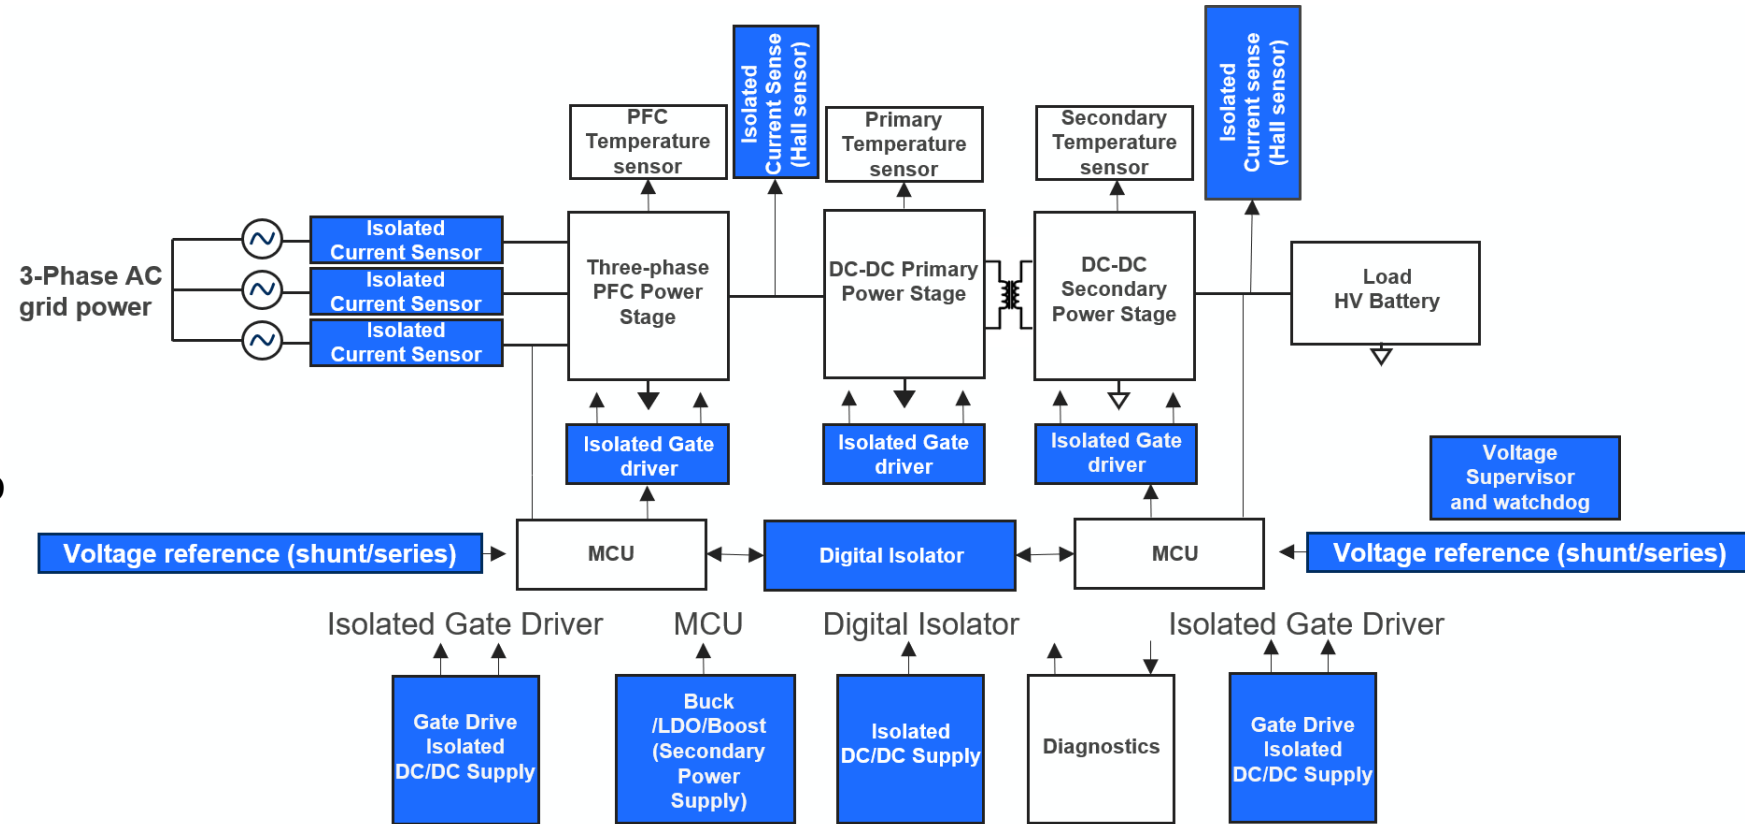 Isolated
Current Sense
(Hall sensor)
Isolated
Current sense
(Hall sensor)
PFC
Temperature
sensor
Primary
Temperature
sensor
Secondary
Temperature
sensor
3-Phase AC
grid power
Isolated
Current Sensor
Isolated
Current Sensor
Isolated
Current Sensor
Three-phase
PFC Power
Stage
DC-DC Primary
Power Stage
DC-DC
Secondary
Power Stage
Load
HV Battery
Isolated Gate
driver
Isolated Gate
driver
Isolated Gate
driver
Voltage
Supervisor
and watchdog
Voltage reference (shunt/series)
MCU
Digital Isolator
MCU
Voltage reference (shunt/series)
Isolated Gate Driver
MCU
Digital Isolator
Isolated Gate Driver
Gate Drive
Isolated
DC/DC Supply
Buck
/LDO/Boost
(Secondary
Power
Supply)
Isolated
DC/DC Supply
Diagnostics
Gate Drive
Isolated
DC/DC Supply